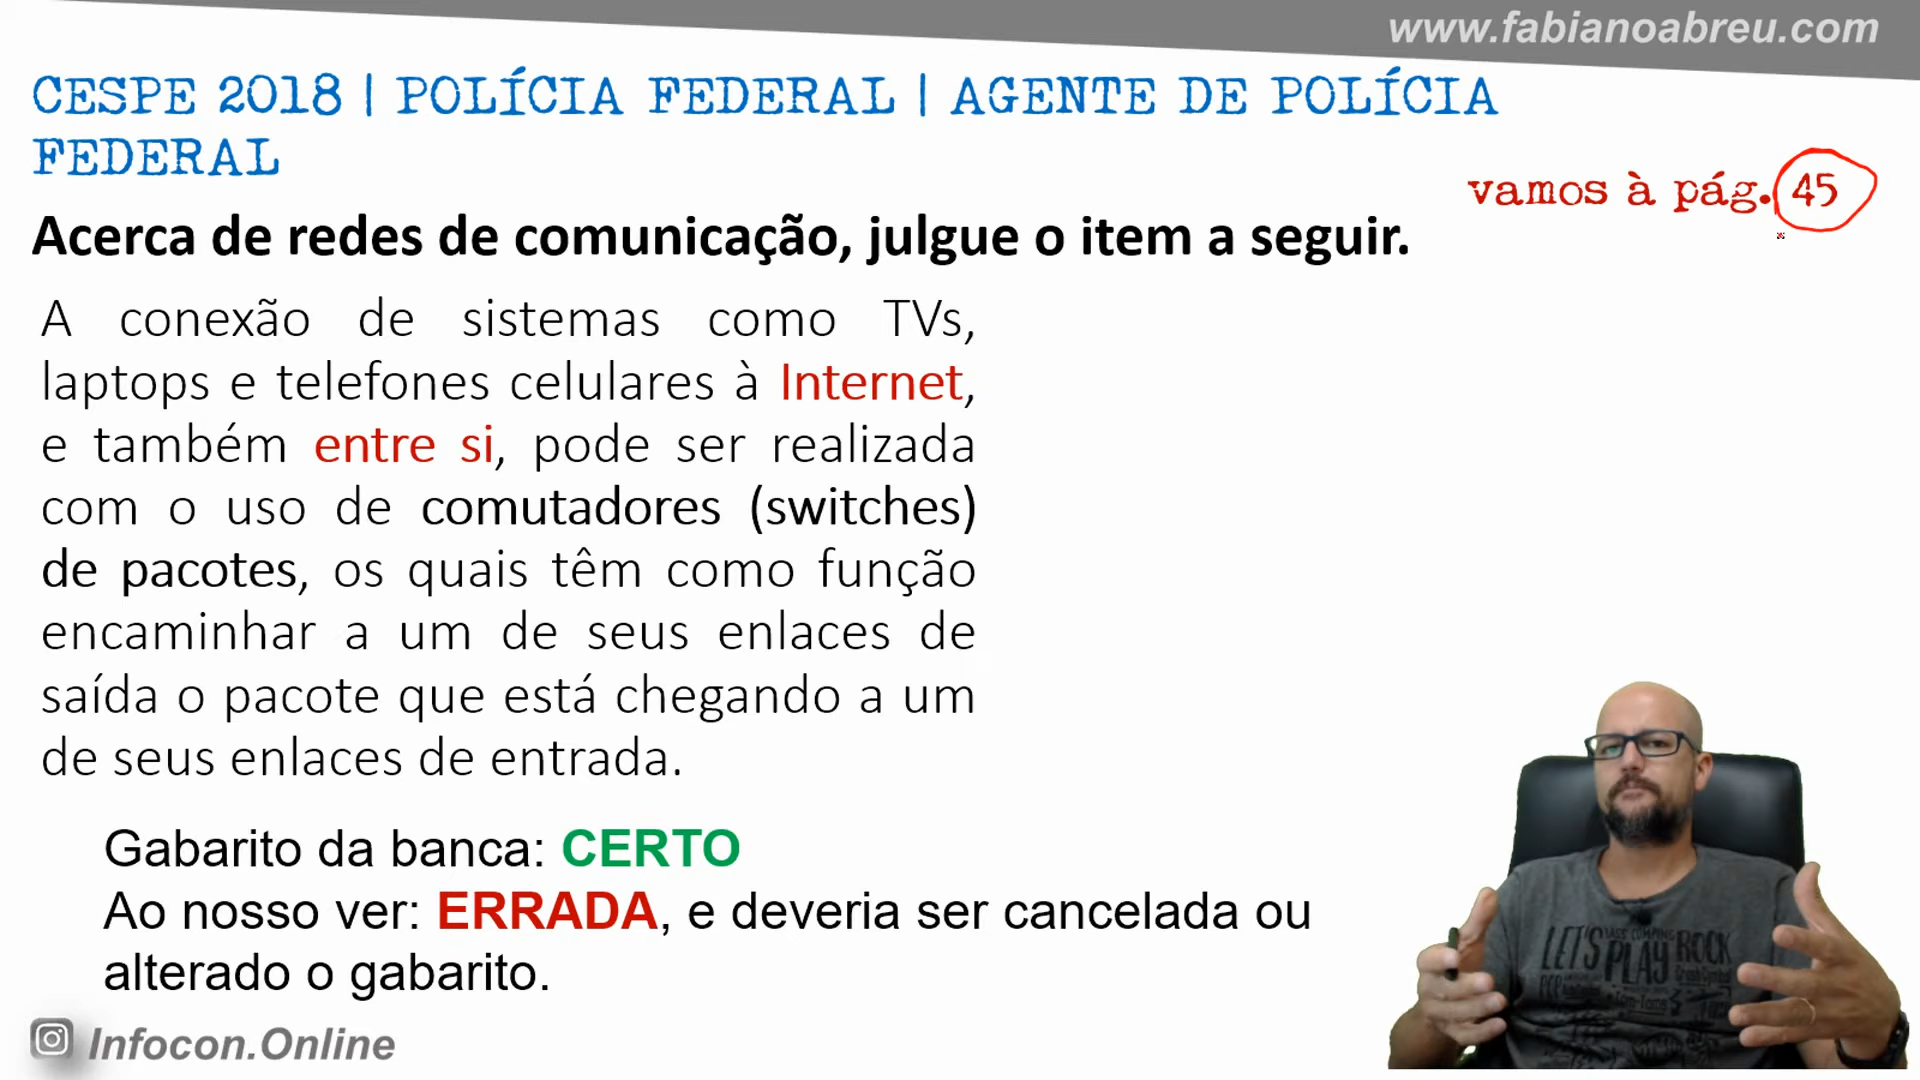 www.fabianoabreu.com
CESPE 2018 | POLÍCIA FEDERAL | AGENTE DE POLÍCIA
FEDERAL
vamos à pág. 45
Acerca de redes de comunicação, julgue o item a seguir.
A conexão de sistemas como TVs,
laptops e telefones celulares à Internet,
e também entre si, pode ser realizada
com o uso de comutadores (switches)
de pacotes, os quais têm como função
encaminhar a um de seus enlaces de
saída o pacote que está chegando a um
de seus enlaces de entrada.
Gabarito da banca: CERTO
Ao nosso ver: ERRADA, e deveria ser cancelada ou
alterado o gabarito.
LET'S
PLAY
ROCK
Infocon.Online